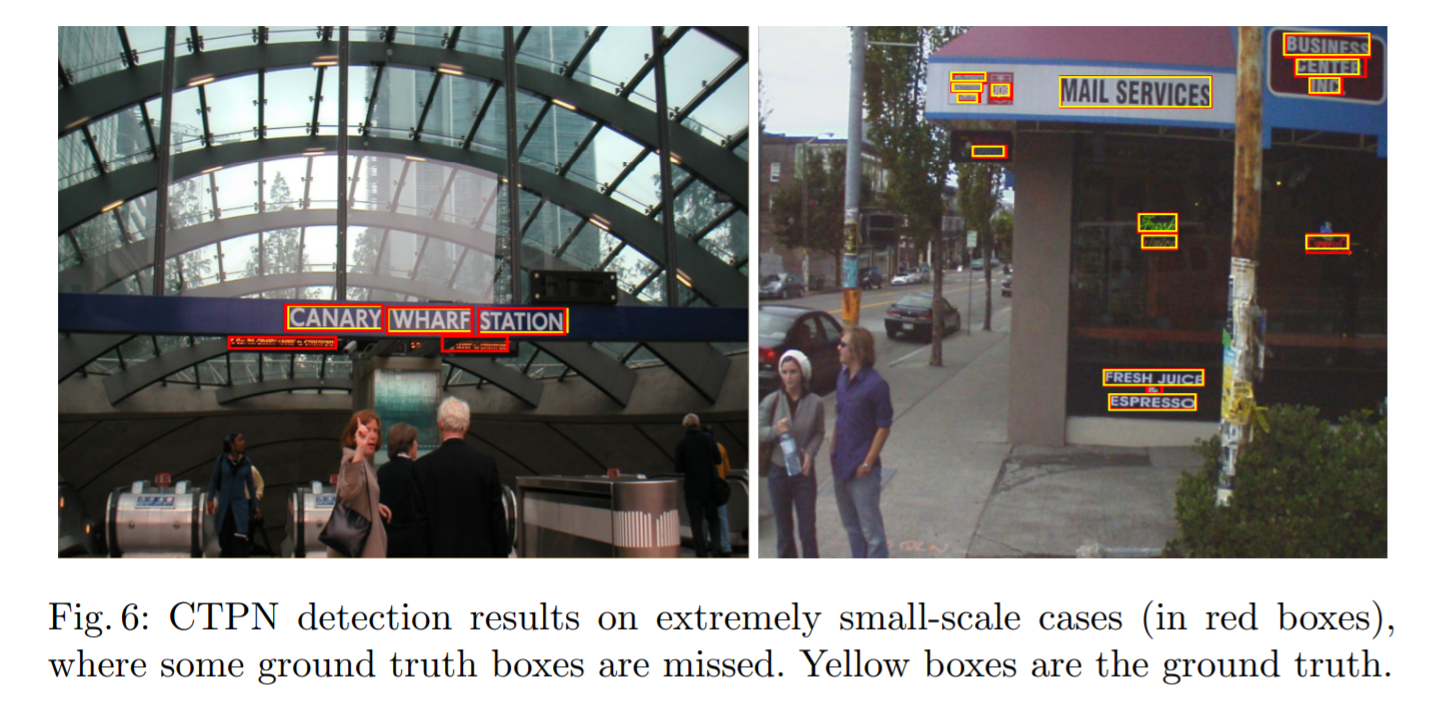 CANARY WHARF STATION
MAIL SERVICES
BUSINESS
CENTER
INC
Fresh
FRESH JUICE
ESPRESSO
Fig. 6: CTPN detection results on extremely small-scale cases (in red boxes),
where some ground truth boxes are missed. Yellow boxes are the ground truth.